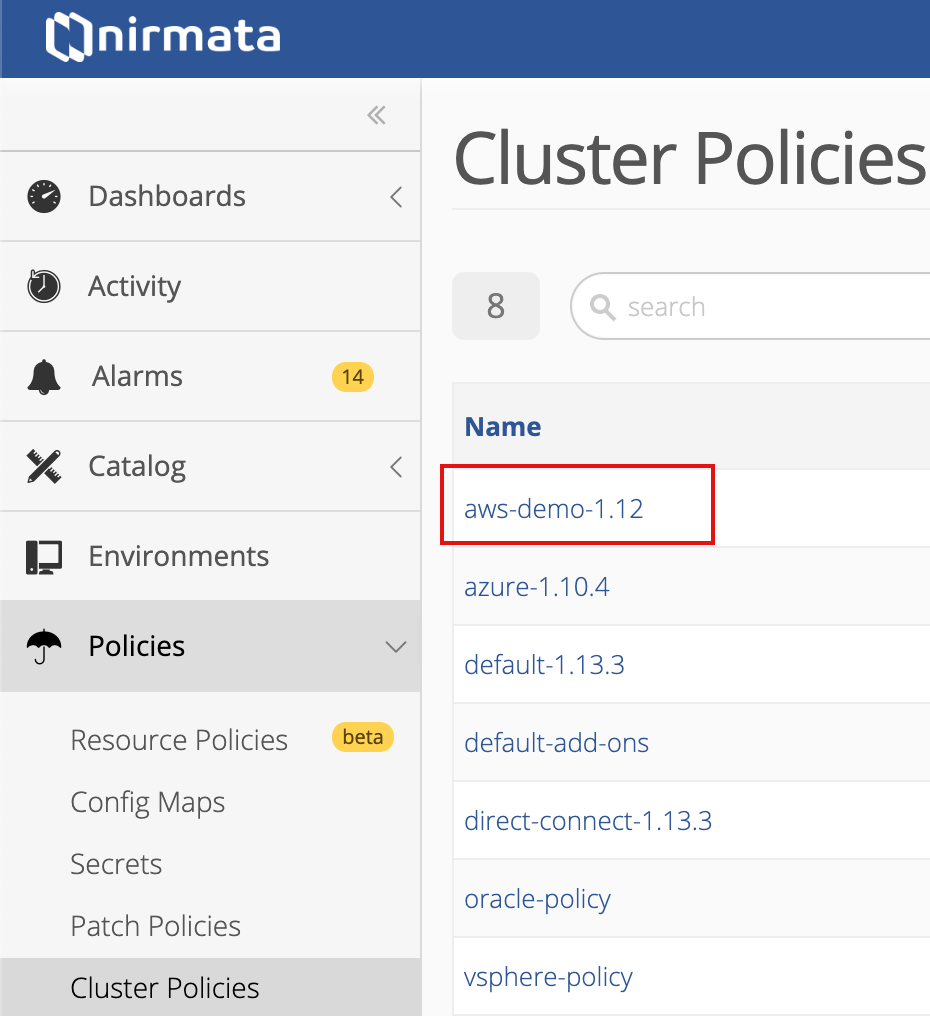 nirmata
Dashboards
Activity
Alarms 14
Catalog
Environments
Policies
Resource Policies beta
Config Maps
Secrets
Patch Policies
Cluster Policies
Cluster Policies
8 search
Name
aws-demo-1.12
azure-1.10.4
default-1.13.3
default-add-ons
direct-connect-1.13.3
oracle-policy
vsphere-policy